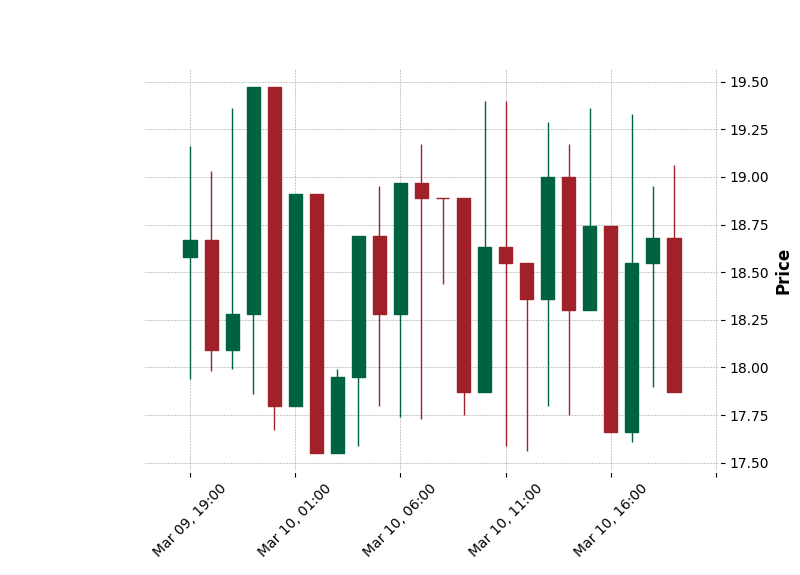 19.50
19.25
19.00
18.75
18.50
18.25
18.00
17.75
17.50
Price
Mar 09, 19:00
Mar 10, 01:00
Mar 10, 06:00
Mar 10, 11:00
Mar 10, 16:00